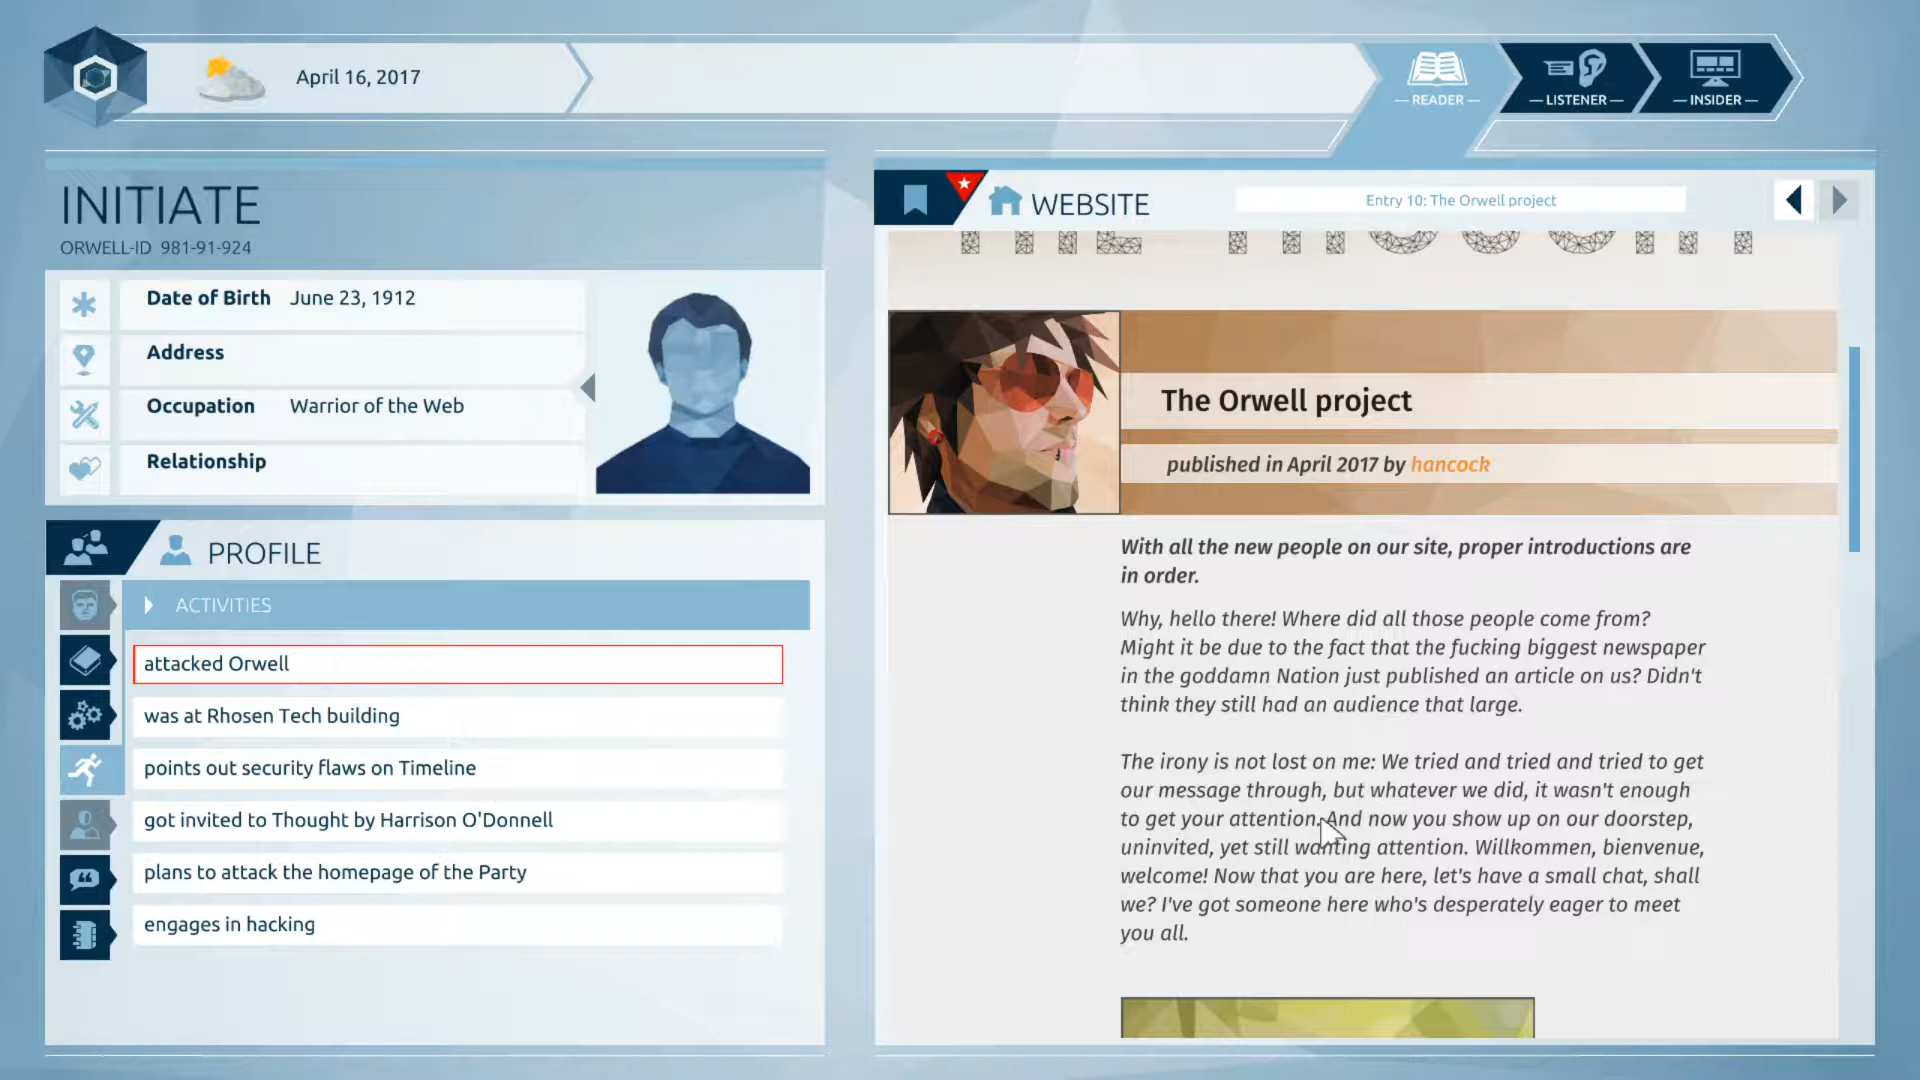 April 16, 2017
READER
LISTENER
INSIDER
INITIATE
ORWELL-ID 981-91-924
Date of Birth June 23, 1912
Address
Occupation Warrior of the Web
Relationship
PROFILE
ACTIVITIES
attacked Orwell
was at Rhosen Tech building
points out security flaws on Timeline
got invited to Thought by Harrison O'Donnell
plans to attack the homepage of the Party
engages in hacking
WEBSITE
Entry 10: The Orwell project
The Orwell project
published in April 2017 by hancock
With all the new people on our site, proper introductions are
in order.
Why, hello there! Where did all those people come from?
Might it be due to the fact that the fucking biggest newspaper
in the goddamn Nation just published an article on us? Didn't
think they still had an audience that large.
The irony is not lost on me: We tried and tried and tried to get
our message through, but whatever we did, it wasn't enough
to get your attention. And now you show up on our doorstep,
uninvited, yet still wanting attention. Willkommen, bienvenue,
welcome! Now that you are here, let's have a small chat, shall
we? I've got someone here who's desperately eager to meet
you all.